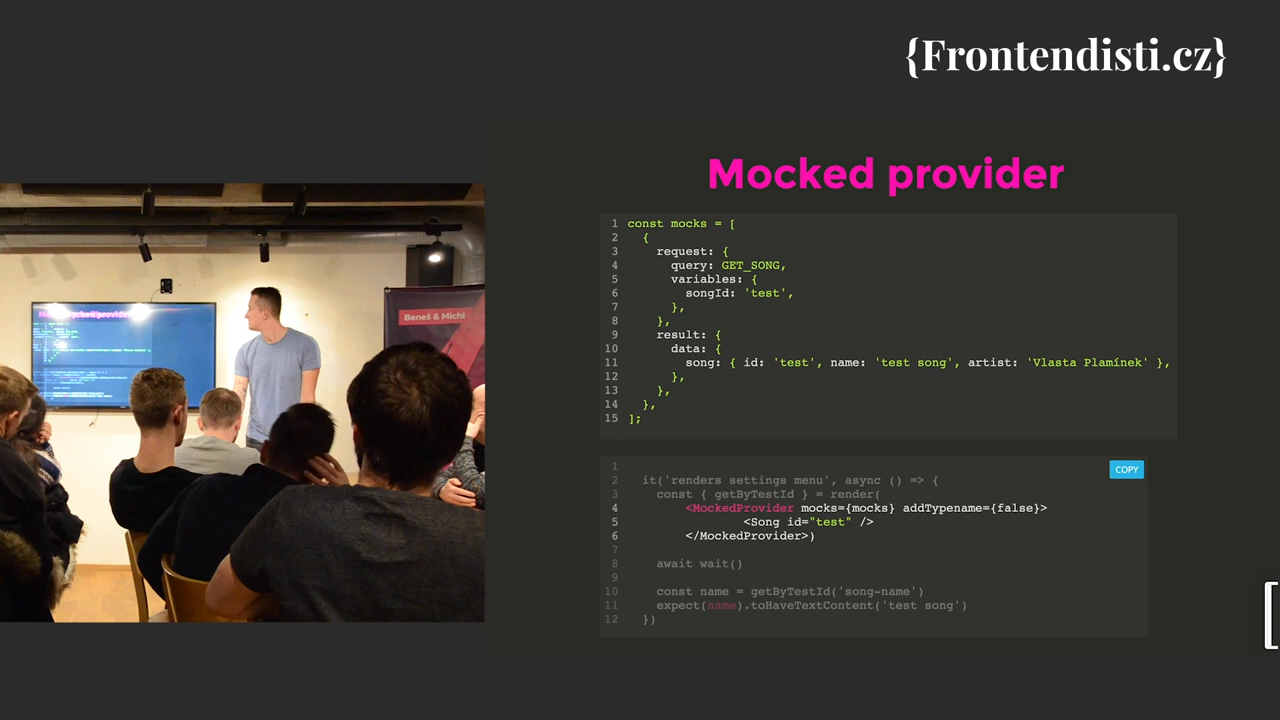 {Frontendisti.cz}
Beneš & Michl
Mocked provider
1 const mocks = [
2 {
3 request: {
4 query: GET_SONG,
5 variables: {
6 songId: 'test',
7 },
8 },
9 result: {
10 data: {
11 song: { id: 'test', name: 'test song', artist: 'Vlasta Plamínek' },
12 },
13 },
14 },
15 ];
COPY
1
2 it('renders settings menu', async () => {
3 const { getByTestId } = render(
4 <MockedProvider mocks={mocks} addTypename={false}>
5 <Song id="test" />
6 </MockedProvider>)
7
8 await wait()
9
10 const name = getByTestId('song-name')
11 expect(name).toHaveTextContent('test song')
12 })